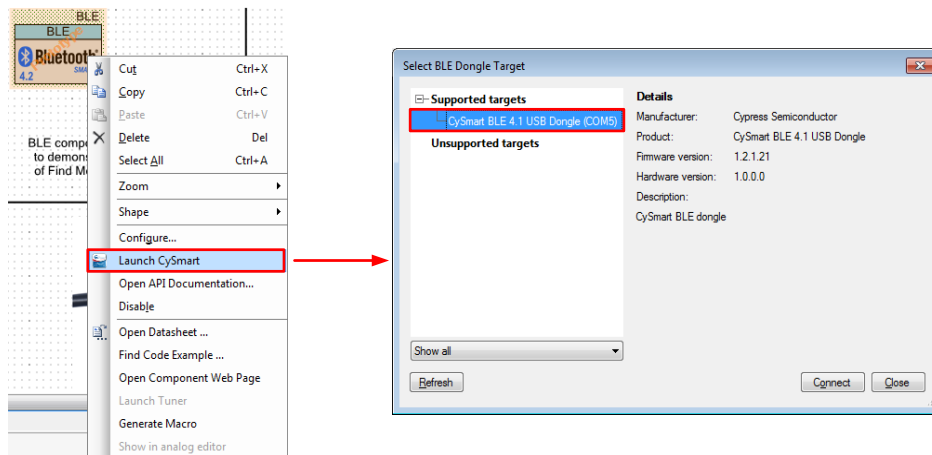 BLE
BLE
Bluetooth
SMA
4.2
BLE comp
to demon
of Find M
Cut Ctrl+X
Copy Ctrl+C
Paste Ctrl+V
Delete Del
Select All Ctrl+A
Zoom
Shape
Configure...
Launch CySmart
Open API Documentation...
Disable
Open Datasheet ...
Find Code Example ...
Open Component Web Page
Launch Tuner
Generate Macro
Show in analog editor
Select BLE Dongle Target
Supported targets
CySmart BLE 4.1 USB Dongle (COM5)
Unsupported targets
Show all
Refresh
Details
Manufacturer: Cypress Semiconductor
Product: CySmart BLE 4.1 USB Dongle
Firmware version: 1.2.1.21
Hardware version: 1.0.0.0
Description:
CySmart BLE dongle
Connect Close